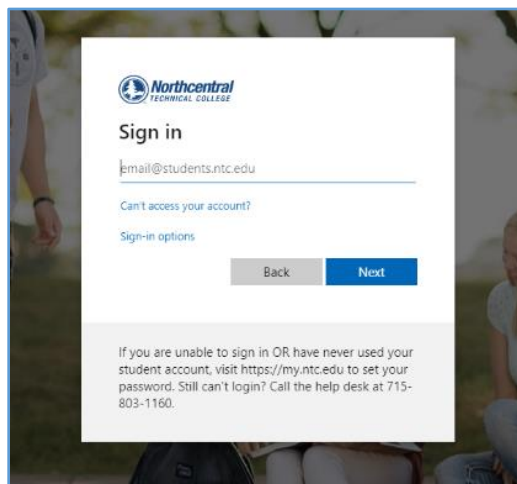 Northcentral
TECHNICAL COLLEGE
Sign in
email@students.ntc.edu
Can't access your account?
Sign-in options
Back
Next
If you are unable to sign in OR have never used your
student account, visit https://my.ntc.edu to set your
password. Still can't login? Call the help desk at 715-
803-1160.